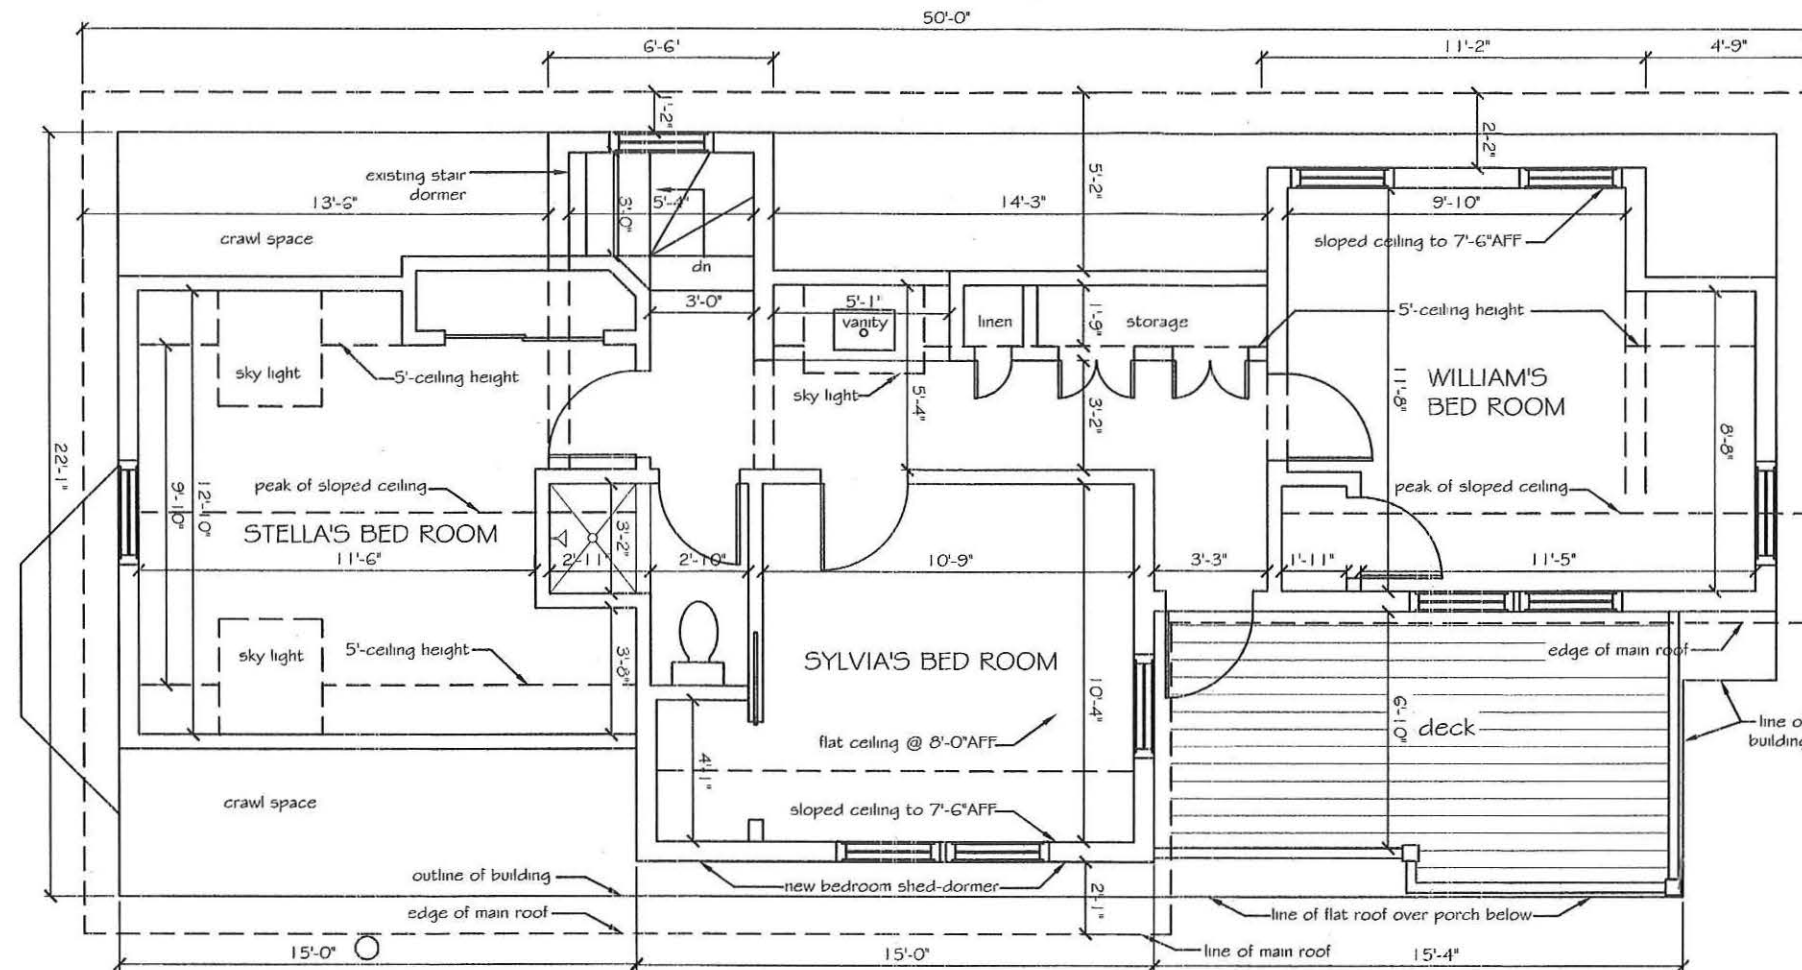 50'-0"
6'-6'
11'-2"
4'-9"
1'-2"
2'-2"
existing stair
dormer
13'-6"
3'-0"
5'-4"
14'-3"
5'-2"
9'-10"
crawl space
sloped ceiling to 7'-6"AFF
dn
3'-0"
5'-1'
vanity
linen
1'-9"
storage
5'-ceiling height
sky light
5'-ceiling height
sky light
5'-4"
3'-2"
11'-8"
WILLIAM'S
BED ROOM
8'-8"
22'-1"
9'-10"
12'-10"
peak of sloped ceiling
peak of sloped ceiling
STELLA'S BED ROOM
11'-6"
3'-2"
2'-11"
2'-10"
10'-9"
3'-3"
1'-11"
11'-5"
sky light
5'-ceiling height
3'-8"
SYLVIA'S BED ROOM
edge of main roof
10'-4"
6'-10"
deck
line o
building
flat ceiling @ 8'-0"AFF
4'-1"
crawl space
sloped ceiling to 7'-6"AFF
outline of building
new bedroom shed-dormer
edge of main roof
2'-1"
line of flat roof over porch below
15'-0"
15'-0"
line of main roof
15'-4"